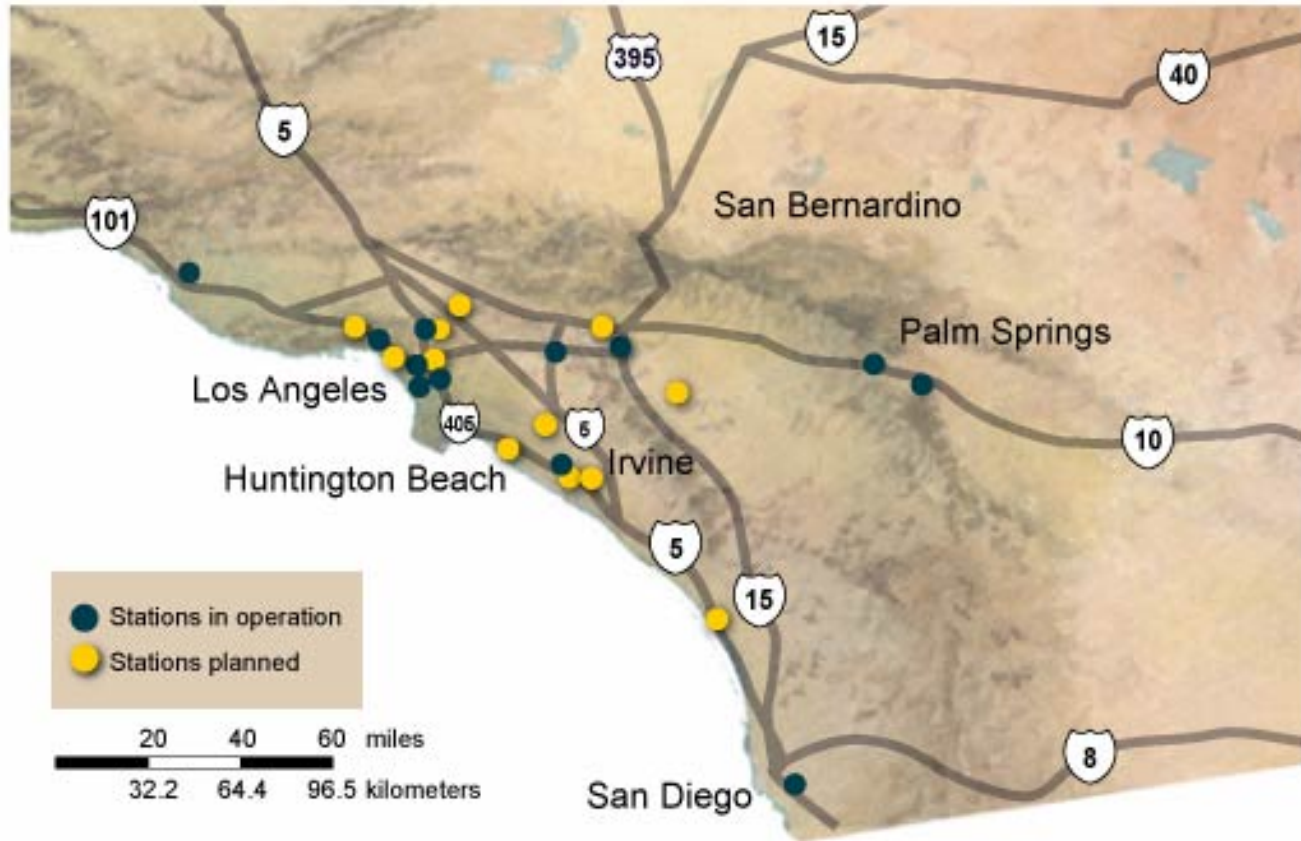 395
15
40
5
San Bernardino
101
Palm Springs
Los Angeles
405
5
10
Irvine
Huntington Beach
5
15
Stations in operation
Stations planned
20 40 60 miles
32.2 64.4 96.5 kilometers
8
San Diego